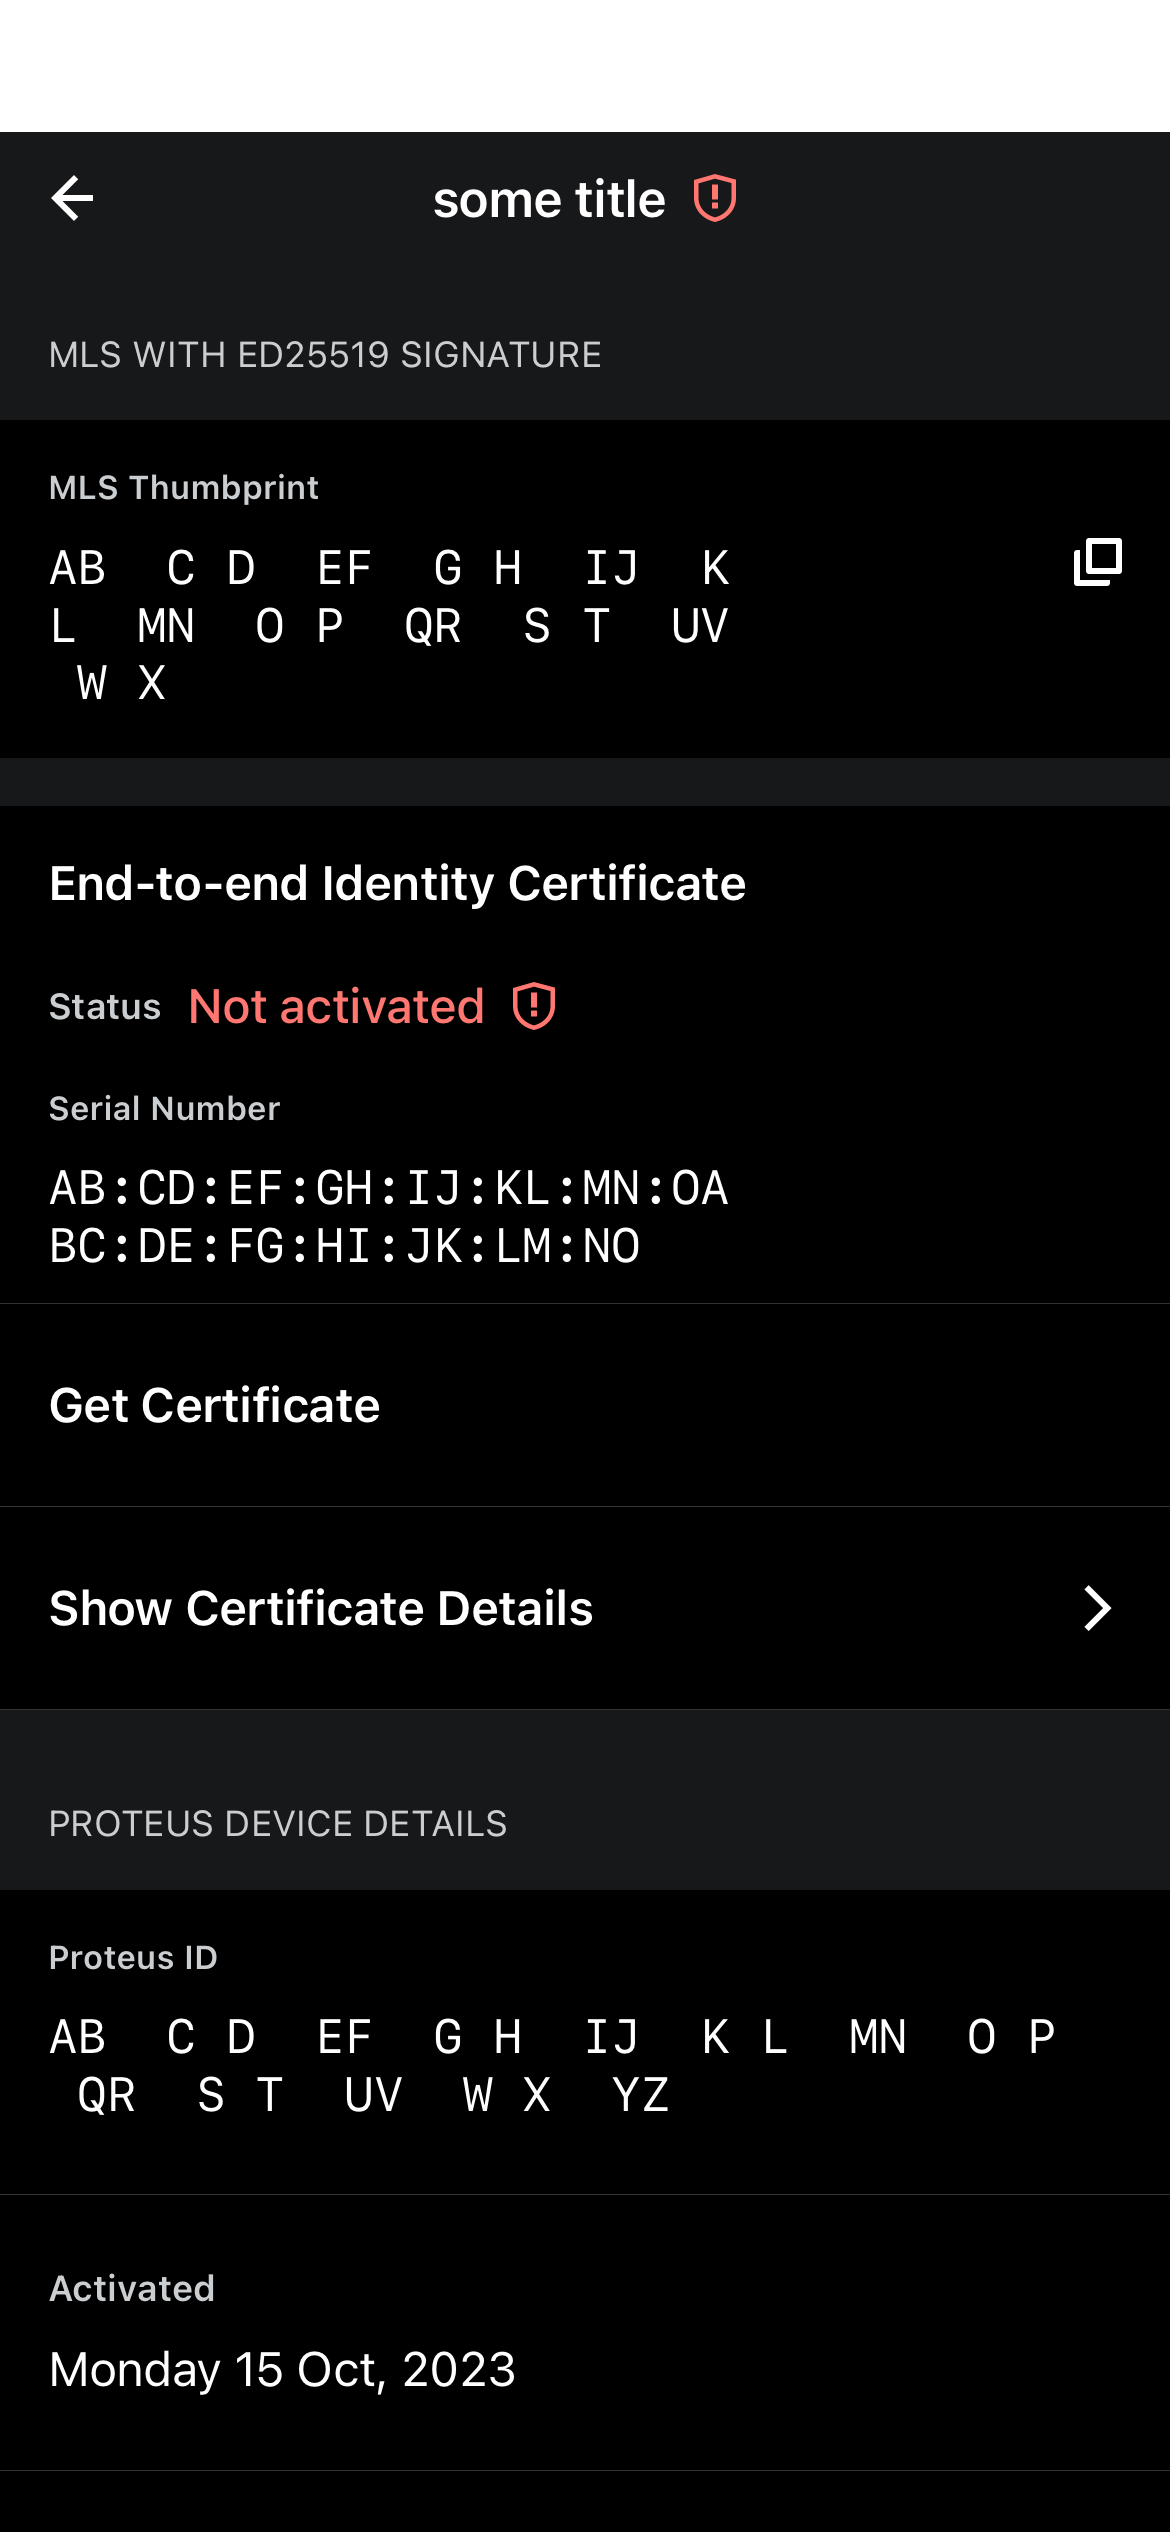 some title
MLS WITH ED25519 SIGNATURE
MLS Thumbprint
AB  C D  EF  G H  IJ  K
L  MN  O P  QR  S T  UV
 W X
End-to-end Identity Certificate
Status Not activated
Serial Number
AB:CD:EF:GH:IJ:KL:MN:OA
BC:DE:FG:HI:JK:LM:NO
Get Certificate
Show Certificate Details
PROTEUS DEVICE DETAILS
Proteus ID
AB  C D  EF  G H  IJ  K L  MN  O P
 QR  S T  UV  W X  YZ
Activated
Monday 15 Oct, 2023